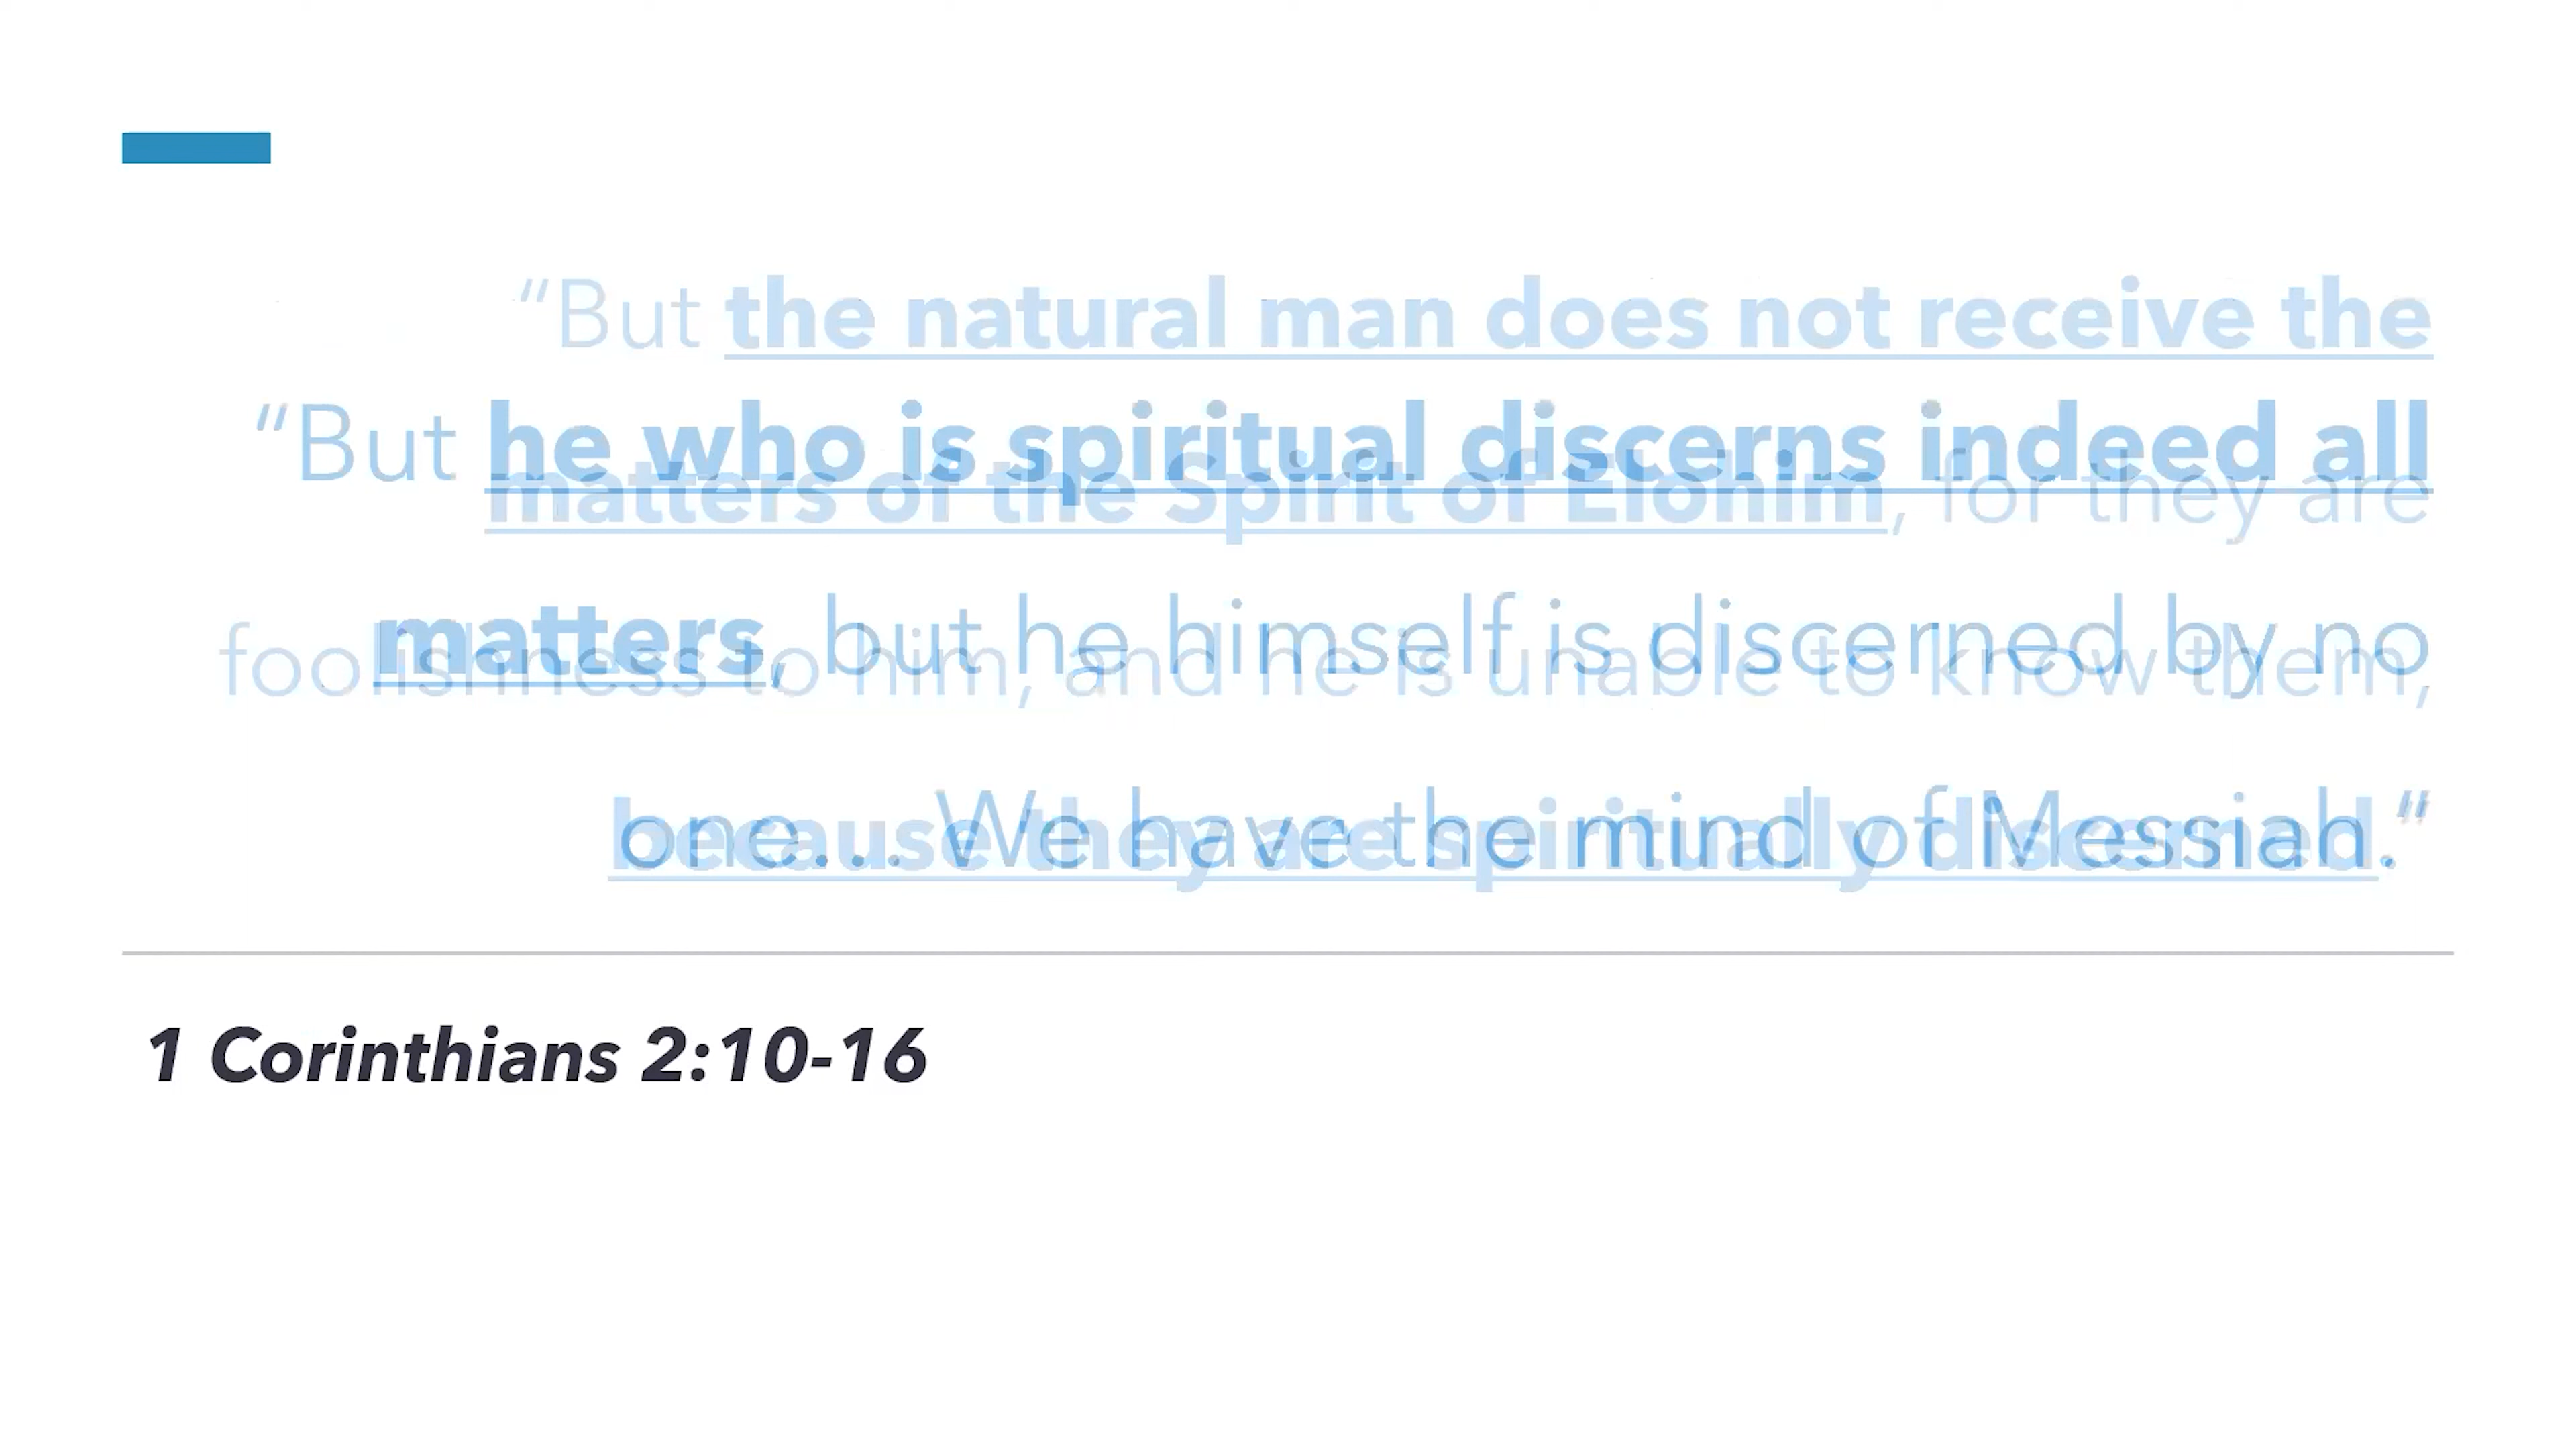 “But the natural man does not receive the
matters of the Spirit of Elohim, for they are
foolishness to him, and he is unable to know them,
because they are spiritually discerned.
“But he who is spiritual discerns indeed all
matters, but he himself is discerned by no
one... We have the mind of Messiah.”
1 Corinthians 2:10-16